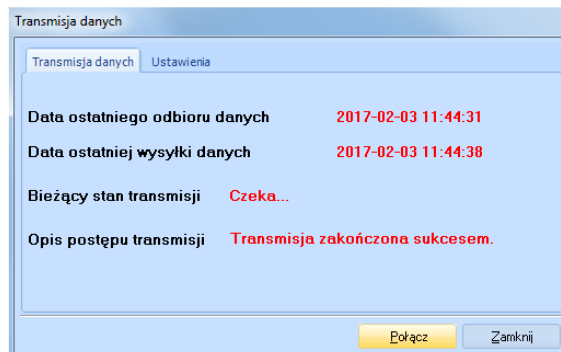 Transmisja danych
Transmisja danych Ustawienia
Data ostatniego odbioru danych 2017-02-03 11:44:31
Data ostatniej wysyłki danych 2017-02-03 11:44:38
Bieżący stan transmisji Czeka...
Opis postępu transmisji Transmisja zakończona sukcesem.
Połącz Zamknij